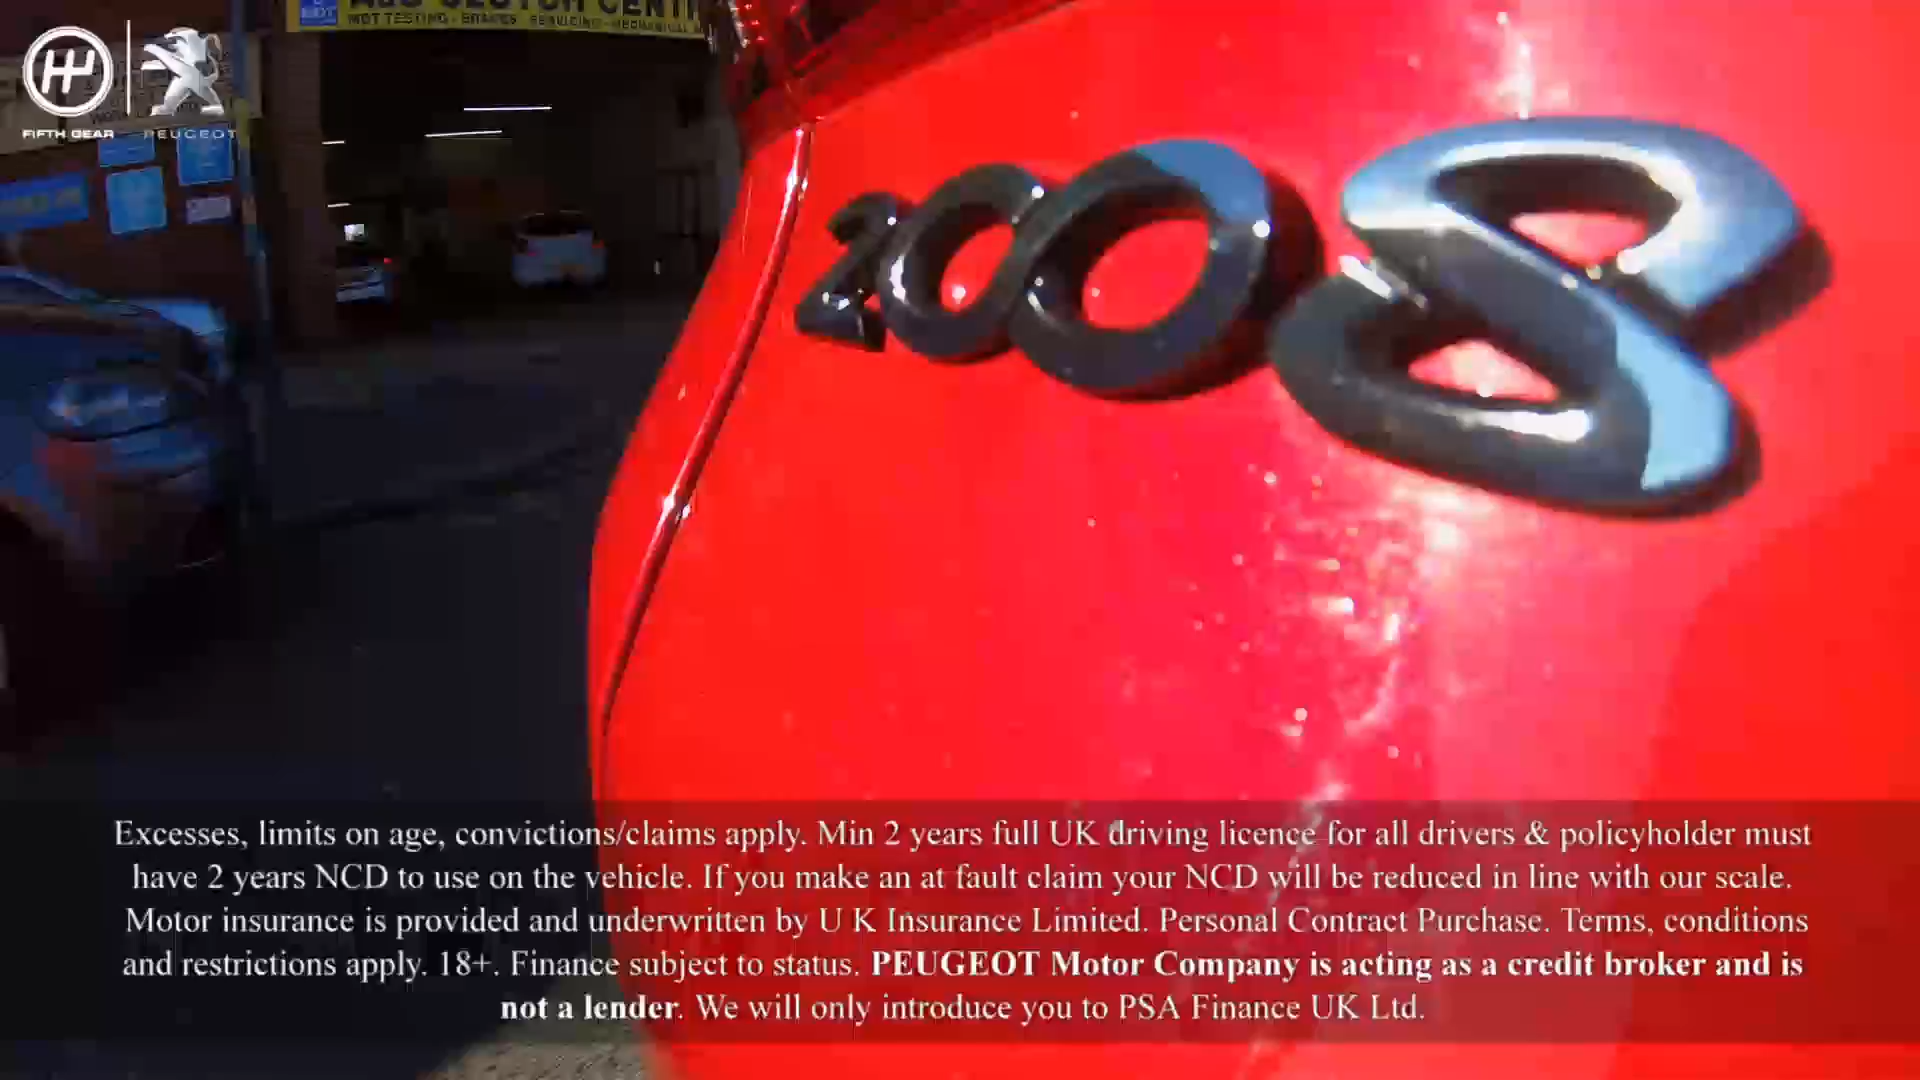 CLUTCH CENTR
MOT TESTING - BRAKES - SERVICING - MECHANICAL
FIFTH GEAR
PEUGEOT
2008
Excesses, limits on age, convictions/claims apply. Min 2 years full UK driving licence for all drivers & policyholder must
have 2 years NCD to use on the vehicle. If you make an at fault claim your NCD will be reduced in line with our scale.
Motor insurance is provided and underwritten by U K Insurance Limited. Personal Contract Purchase. Terms, conditions
and restrictions apply. 18+. Finance subject to status. PEUGEOT Motor Company is acting as a credit broker and is
not a lender. We will only introduce you to PSA Finance UK Ltd.